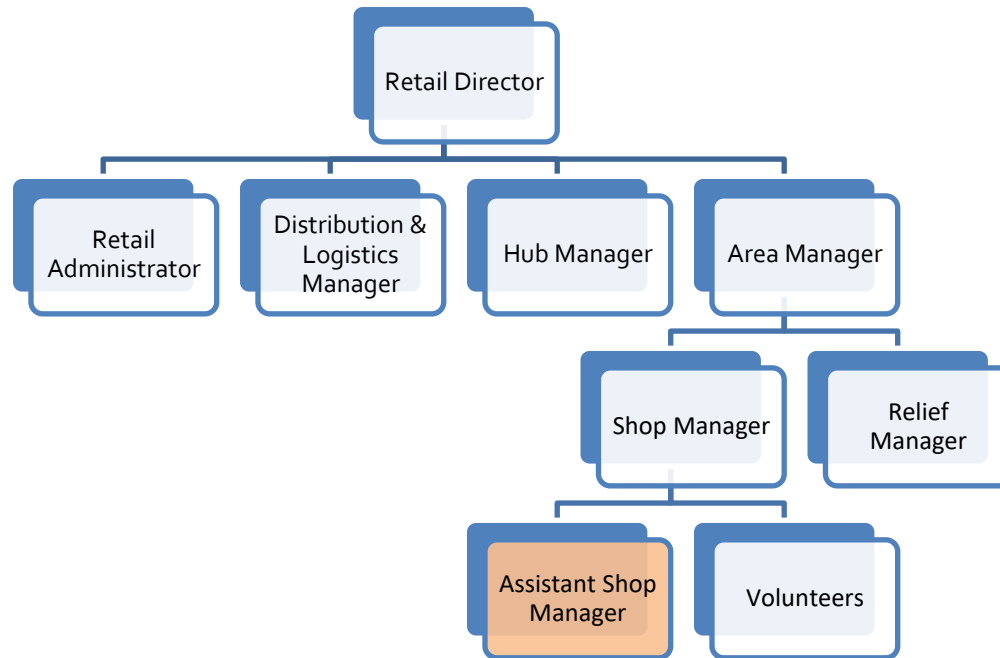 Retail Director
Retail
Administrator
Distribution &
Logistics
Manager
Hub Manager
Area Manager
Shop Manager
Relief
Manager
Assistant Shop
Manager
Volunteers